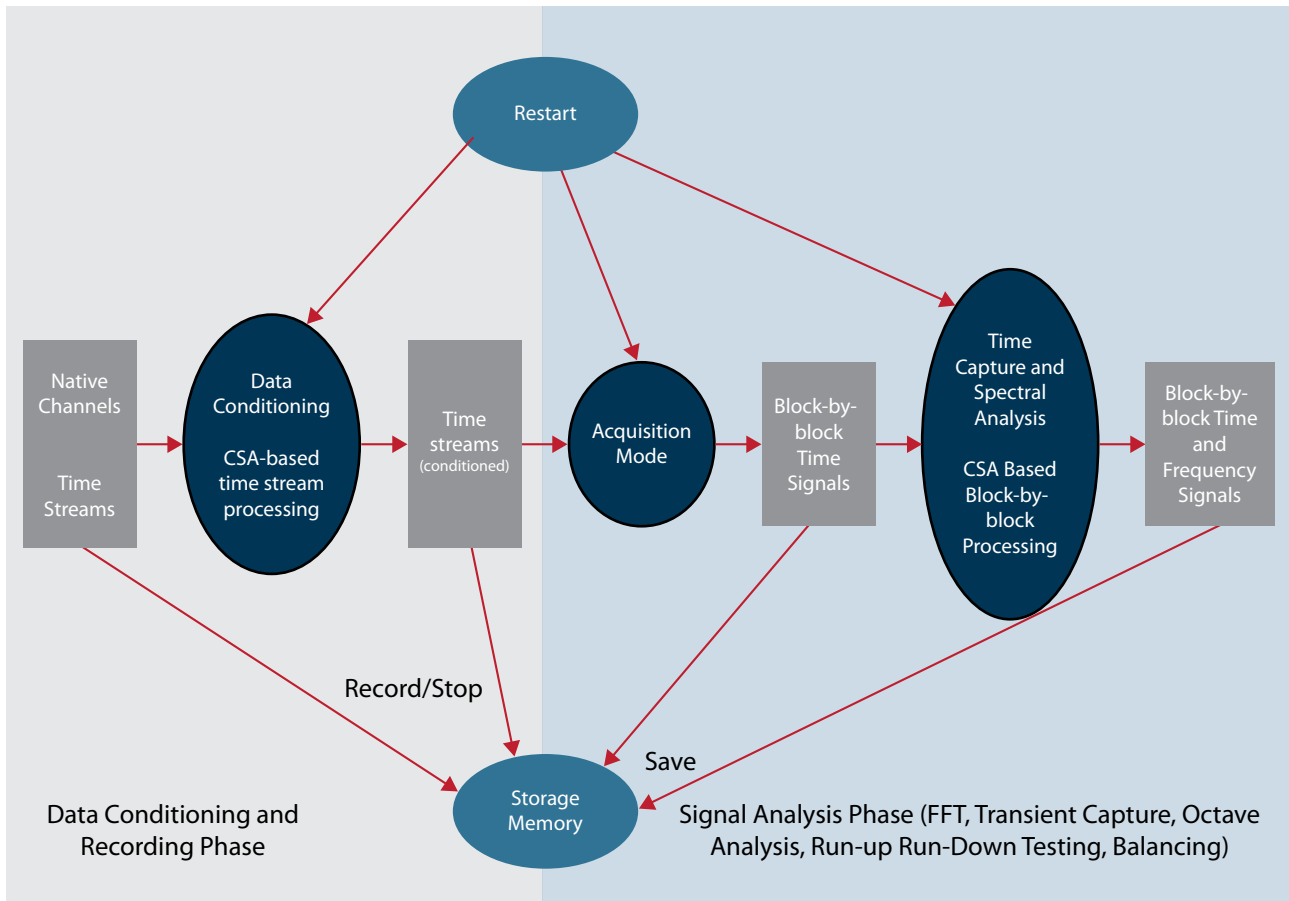 Restart
Native
Channels
Time
Streams
Data
Conditioning
CSA-based
time stream
processing
Time
streams
(conditioned)
Acquisition
Mode
Block-by-
block
Time
Signals
Time
Capture and
Spectral
Analysis
CSA Based
Block-by-
block
Processing
Block-by-
block Time
and
Frequency
Signals
Record/Stop
Save
Storage
Memory
Data Conditioning and
Recording Phase
Signal Analysis Phase (FFT, Transient Capture, Octave
Analysis, Run-up Run-Down Testing, Balancing)